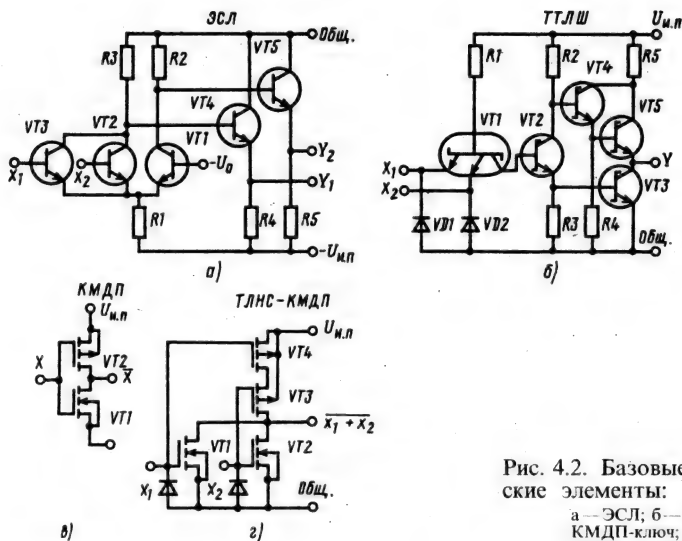 ЭСЛ
Общ.
R3
R2
VT5
VT4
VT3
VT2
VT1
X1
X2
-U0
Y2
Y1
R1
R4
R5
-Uи.п
а)
ТТЛШ
Uи.п
R1
R2
R5
VT4
VT1
VT2
VT5
X1
X2
Y
VT3
VD1
VD2
R3
R4
Общ.
б)
КМДП
Uи.п
X
VT2
X̅
VT1
в)
ТЛНС-КМДП
Uи.п
VT4
VT3
X1 + X2
VT1
VT2
X1
X2
Общ.
г)
Рис. 4.2. Базовые
ские элементы:
а — ЭСЛ; б —
КМДП-ключ;